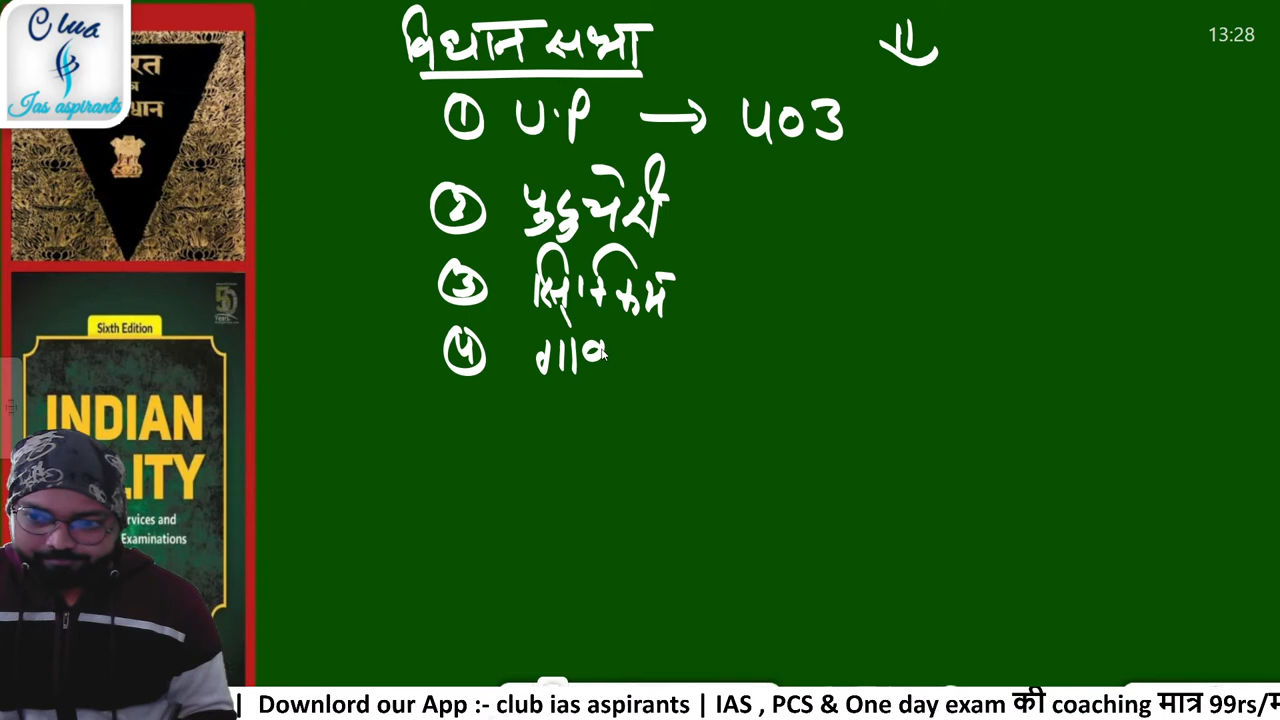 Club
Ias aspirants
13:28
विधान सभा
① U.P → 403
② पुदुचेरी
③ सिक्किम
④ गोव
Sixth Edition
INDIAN
LITY
rvices and
Examinations
| Downlord our App :- club ias aspirants | IAS , PCS & One day exam की coaching मात्र 99rs/म